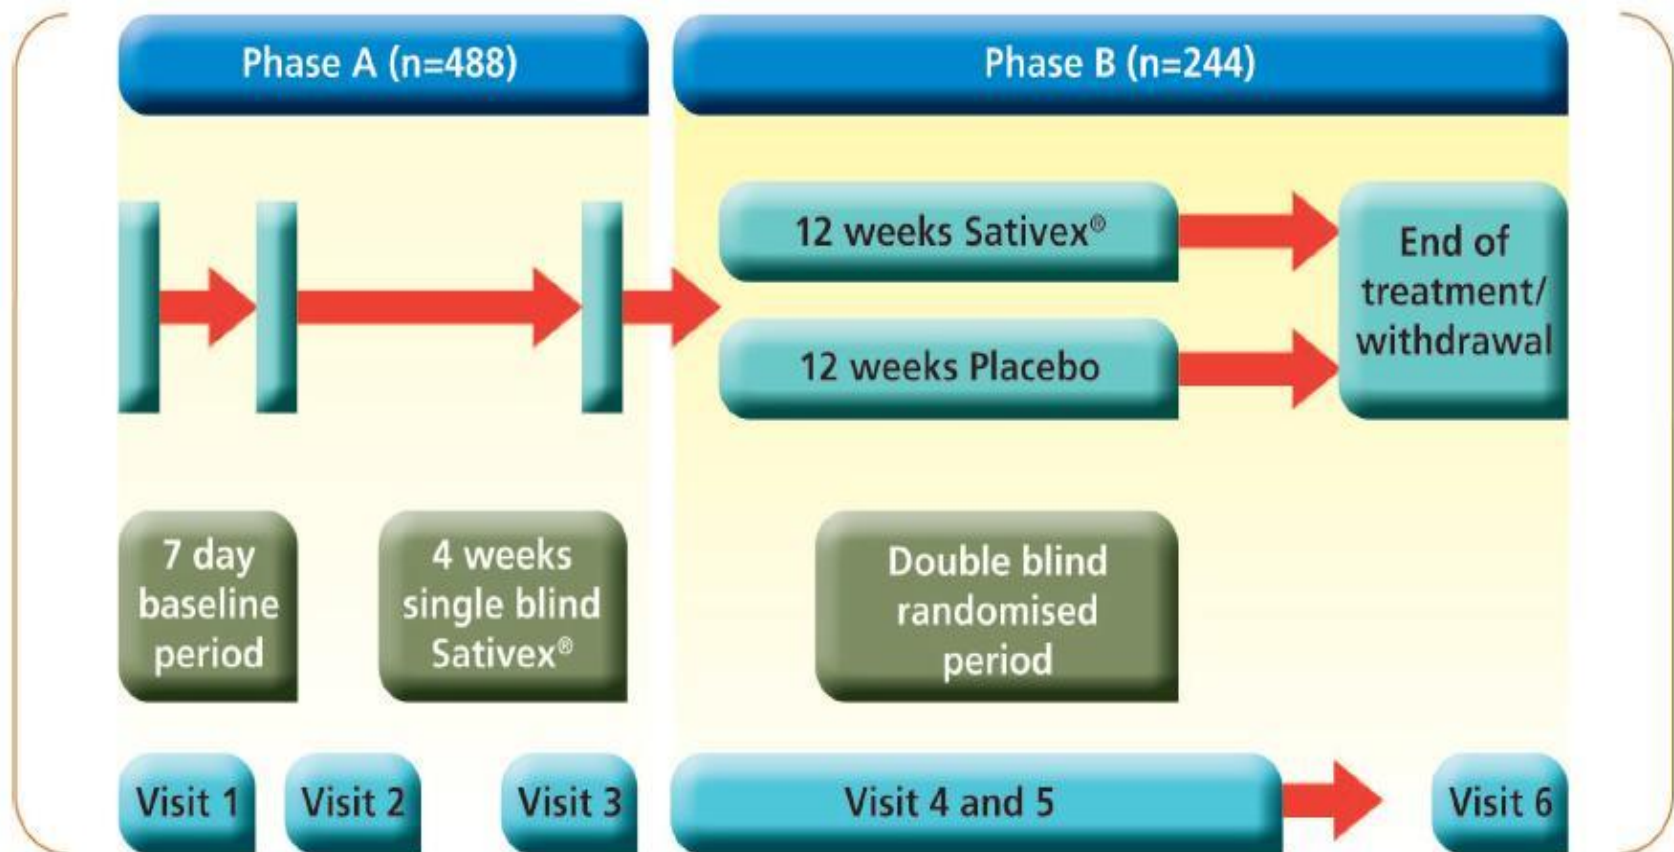 Phase A (n=488)
Phase B (n=244)
12 weeks Sativex®
12 weeks Placebo
End of
treatment/
withdrawal
7 day
baseline
period
4 weeks
single blind
Sativex®
Double blind
randomised
period
Visit 1
Visit 2
Visit 3
Visit 4 and 5
Visit 6